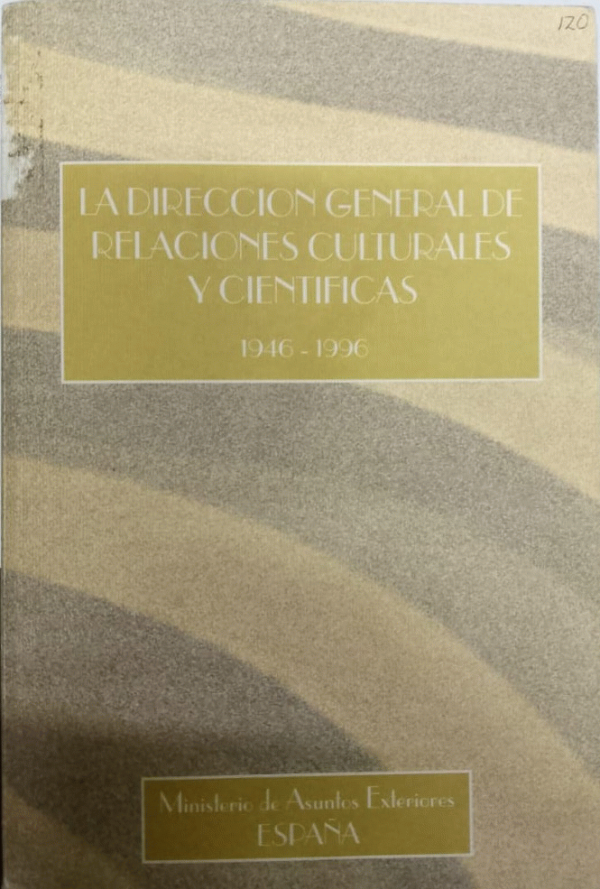 120
LA DIRECCION GENERAL DE
RELACIONES CULTURALES
Y CIENTIFICAS
1946 - 1996
Ministerio de Asuntos Exteriores
ESPAÑA